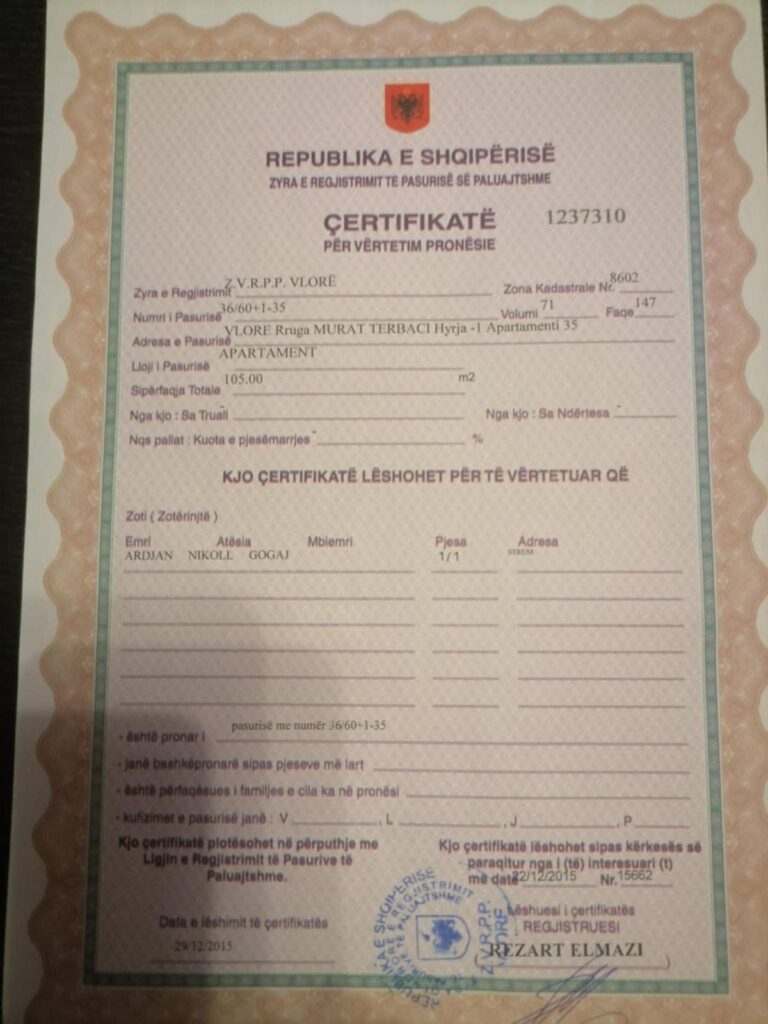 REPUBLIKA E SHQIPËRISË
ZYRA E REGJISTRIMIT TE PASURISË SË PALUAJTSHME
ÇERTIFIKATË 1237310
PËR VËRTETIM PRONËSIE
Zyra e Regjistrimit Z.V.R.P.P. VLORË Zona Kadastrale Nr. 8602
Numri i Pasurisë 36/60+1-35 Volumi 71 Faqe 147
Adresa e Pasurisë VLORE Rruga MURAT TERBACI Hyrja -1 Apartamenti 35
Lloji i Pasurisë APARTAMENT
Sipërfaqja Totale 105.00 m2
Nga kjo : Sa Truall - Nga kjo : Sa Ndërtesa -
Nqs pallat : Kuota e pjesëmarrjes - %
KJO ÇERTIFIKATË LËSHOHET PËR TË VËRTETUAR QË
Zoti ( Zotërinjtë )
Emri Atësia Mbiemri Pjesa Adresa
ARDJAN NIKOLL GOGAJ 1/1
- është pronar i pasurisë me numër 36/60+1-35
- janë bashkëpronarë sipas pjeseve më lart
- është përfaqësues i familjes e cila ka në pronësi
- kufizimet e pasurisë janë : V , L , J , P
Kjo çertifikatë plotësohet në përputhje me
Ligjin e Regjistrimit të Pasurive të
Paluajtshme.
Kjo çertifikatë lëshohet sipas kërkesës së
paraqitur nga i (të) interesuari (t)
më datë 22/12/2015 Nr. 15662
Data e lëshimit të çertifikatës
29/12/2015
Lëshuesi i çertifikatës
REGJISTRUESI
REZART ELMAZI
REPUBLIKA E SHQIPËRISE
Z.V.R.P.P.
VLORE